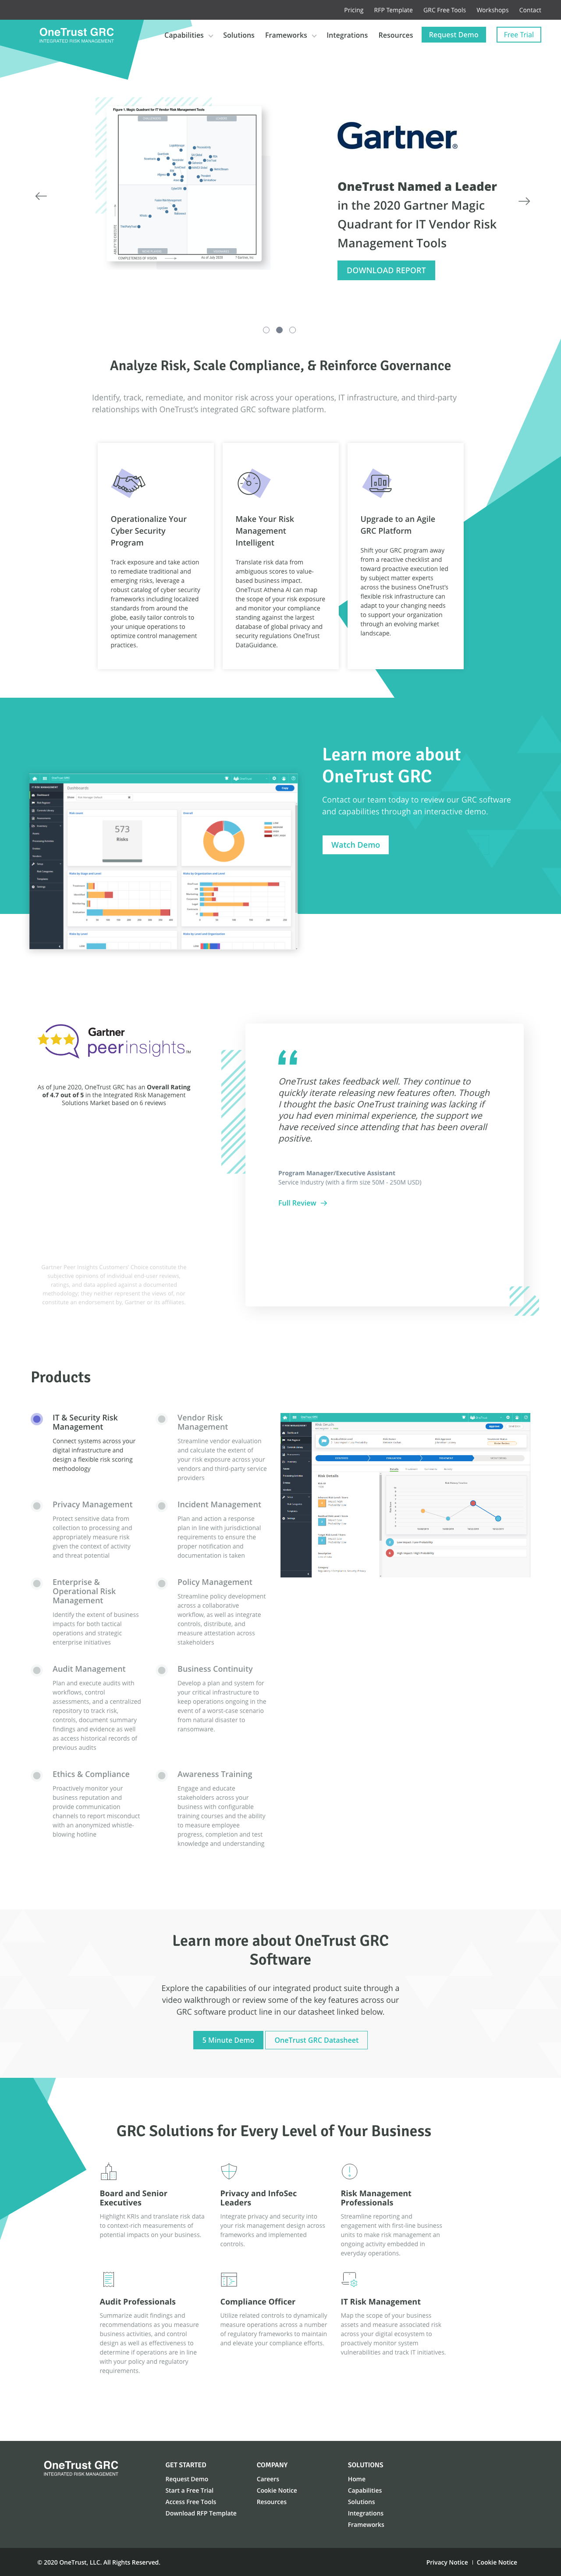 Pricing RFP Template GRC Free Tools Workshops Contact
OneTrust GRC
INTEGRATED RISK MANAGEMENT
Capabilities Solutions Frameworks Integrations Resources Request Demo Free Trial
Figure 1. Magic Quadrant for IT Vendor Risk Management Tools
COMPLETENESS OF VISION
As of July 2020
© Gartner, Inc
Gartner®
OneTrust Named a Leader
in the 2020 Gartner Magic
Quadrant for IT Vendor Risk
Management Tools
DOWNLOAD REPORT
Analyze Risk, Scale Compliance, & Reinforce Governance
Identify, track, remediate, and monitor risk across your operations, IT infrastructure, and third-party
relationships with OneTrust's integrated GRC software platform.
Operationalize Your
Cyber Security
Program
Track exposure and take action
to remediate traditional and
emerging risks, leverage a
robust catalog of cyber security
frameworks including localized
standards from around the
globe, easily tailor controls to
your unique operations to
optimize control management
practices.
Make Your Risk
Management
Intelligent
Translate risk data from
ambiguous scores to value-
based business impact.
OneTrust Athena AI can map
the scope of your risk exposure
and monitor your compliance
standing against the largest
database of global privacy and
security regulations OneTrust
DataGuidance.
Upgrade to an Agile
GRC Platform
Shift your GRC program away
from a reactive checklist and
toward proactive execution led
by subject matter experts
across the business OneTrust's
flexible risk infrastructure can
adapt to your changing needs
to support your organization
through an evolving market
landscape.
Learn more about
OneTrust GRC
Contact our team today to review our GRC software
and capabilities through an interactive demo.
Watch Demo
Dashboards
573
Risks
Gartner
peerinsights™
As of June 2020, OneTrust GRC has an Overall Rating
of 4.7 out of 5 in the Integrated Risk Management
Solutions Market based on 6 reviews
Gartner Peer Insights Customers' Choice constitute the
subjective opinions of individual end-user reviews,
ratings, and data applied against a documented
methodology; they neither represent the views of, nor
constitute an endorsement by, Gartner or its affiliates
“
OneTrust takes feedback well. They continue to
quickly iterate releasing new features often. Though
I thought the basic OneTrust training was lacking if
you had even minimal experience, the support we
have received since attending that has been overall
positive.
Program Manager/Executive Assistant
Service Industry (with a firm size 50M - 250M USD)
Full Review →
Products
IT & Security Risk
Management
Connect systems across your
digital infrastructure and
design a flexible risk scoring
methodology
Vendor Risk
Management
Streamline vendor evaluation
and calculate the extent of
your risk exposure across your
vendors and third-party service
providers
Privacy Management
Protect sensitive data from
collection to processing and
appropriately measure risk
given the context of activity
and threat potential
Incident Management
Plan and action a response
plan in line with jurisdictional
requirements to ensure the
proper notification and
documentation is taken
Enterprise &
Operational Risk
Management
Identify the extent of business
impacts for both tactical
operations and strategic
enterprise initiatives
Policy Management
Streamline policy development
across a collaborative
workflow, as well as integrate
controls, distribute, and
measure attestation across
stakeholders
Audit Management
Plan and execute audits with
workflows, control
assessments, and a centralized
repository to track risk,
controls, document summary
findings and evidence as well
as access historical records of
previous audits
Business Continuity
Develop a plan and system for
your critical infrastructure to
keep operations ongoing in the
event of a worst-case scenario
from natural disaster to
ransomware.
Ethics & Compliance
Proactively monitor your
business reputation and
provide communication
channels to report misconduct
with an anonymized whistle-
blowing hotline
Awareness Training
Engage and educate
stakeholders across your
business with configurable
training courses and the ability
to measure employee
progress, completion and test
knowledge and understanding
Risk Details
Learn more about OneTrust GRC
Software
Explore the capabilities of our integrated product suite through a
video walkthrough or review some of the key features across our
GRC software product line in our datasheet linked below.
5 Minute Demo
OneTrust GRC Datasheet
GRC Solutions for Every Level of Your Business
Board and Senior
Executives
Highlight KRIs and translate risk data
to context-rich measurements of
potential impacts on your business.
Privacy and InfoSec
Leaders
Integrate privacy and security into
your risk management design across
frameworks and implemented
controls.
Risk Management
Professionals
Streamline reporting and
engagement with first-line business
units to make risk management an
ongoing activity embedded in
everyday operations.
Audit Professionals
Summarize audit findings and
recommendations as you measure
business activities, and control
design as well as effectiveness to
determine if operations are in line
with your policy and regulatory
requirements.
Compliance Officer
Utilize related controls to dynamically
measure operations across a number
of regulatory frameworks to maintain
and elevate your compliance efforts.
IT Risk Management
Map the scope of your business
assets and measure associated risk
across your digital ecosystem to
proactively monitor system
vulnerabilities and track IT initiatives.
OneTrust GRC
INTEGRATED RISK MANAGEMENT
GET STARTED
Request Demo
Start a Free Trial
Access Free Tools
Download RFP Template
COMPANY
Careers
Cookie Notice
Resources
SOLUTIONS
Home
Capabilities
Solutions
Integrations
Frameworks
© 2020 OneTrust, LLC. All Rights Reserved.
Privacy Notice | Cookie Notice